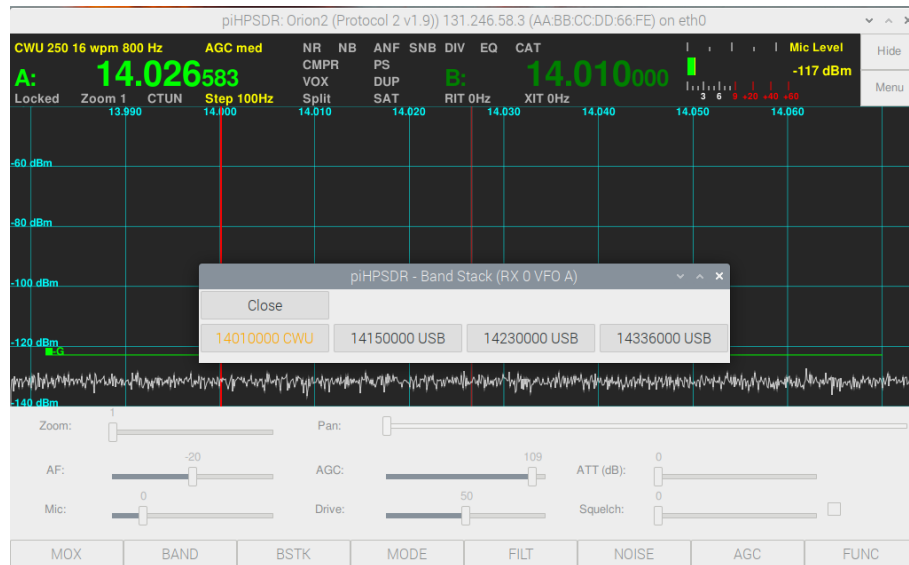 piHPSDR: Orion2 (Protocol 2 v1.9)) 131.246.58.3 (AA:BB:CC:DD:66:FE) on eth0
CWU 250 16 wpm 800 Hz AGC med NR NB ANF SNB DIV EQ CAT Mic Level Hide
CMPR PS
A: 14.026583 VOX DUP B: 14.010000 -117 dBm Menu
Locked Zoom 1 CTUN Step 100Hz Split SAT RIT 0Hz XIT 0Hz 3 6 9 +20 +40 +60
13.990 14.000 14.010 14.020 14.030 14.040 14.050 14.060
-60 dBm
-80 dBm
piHPSDR - Band Stack (RX 0 VFO A)
-100 dBm
Close
14010000 CWU 14150000 USB 14230000 USB 14336000 USB
-120 dBm
-G
-140 dBm
Zoom: 1 Pan:
AF: -20 AGC: 109 ATT (dB): 0
Mic: 0 Drive: 50 Squelch: 0
MOX BAND BSTK MODE FILT NOISE AGC FUNC